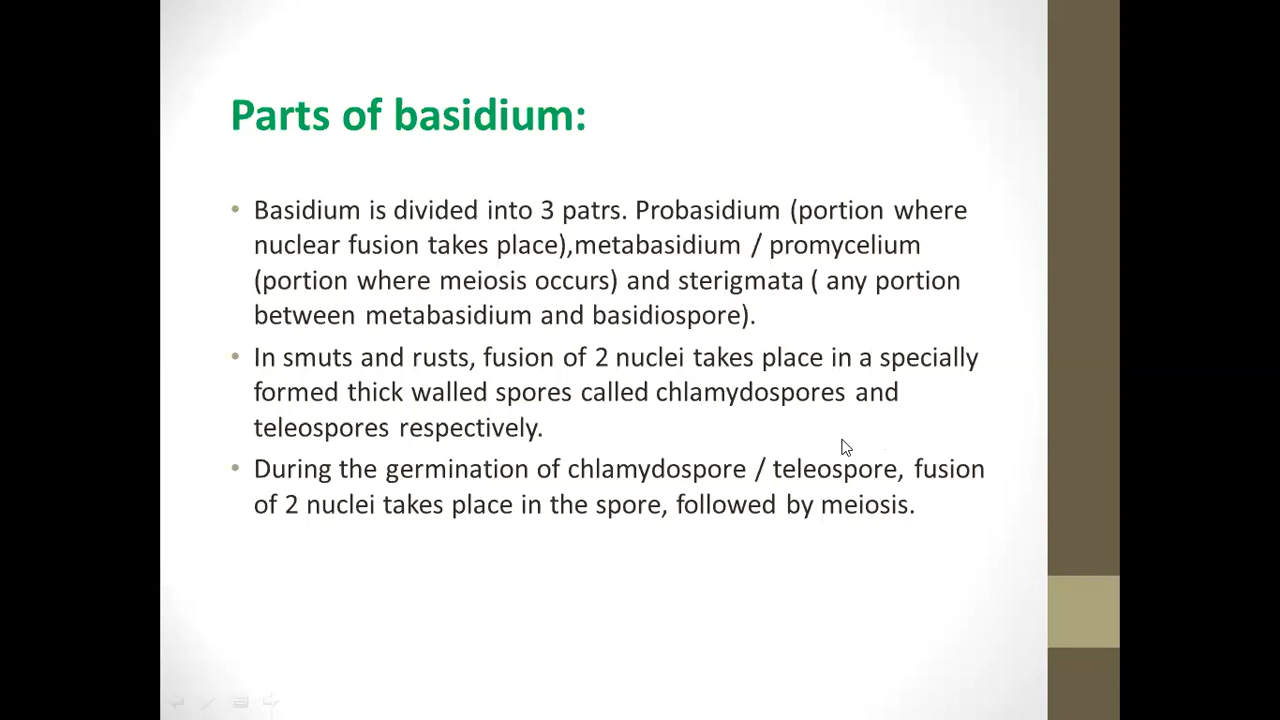 Parts of basidium:
• Basidium is divided into 3 patrs. Probasidium (portion where
nuclear fusion takes place),metabasidium / promycelium
(portion where meiosis occurs) and sterigmata ( any portion
between metabasidium and basidiospore).
• In smuts and rusts, fusion of 2 nuclei takes place in a specially
formed thick walled spores called chlamydospores and
teleospores respectively.
• During the germination of chlamydospore / teleospore, fusion
of 2 nuclei takes place in the spore, followed by meiosis.